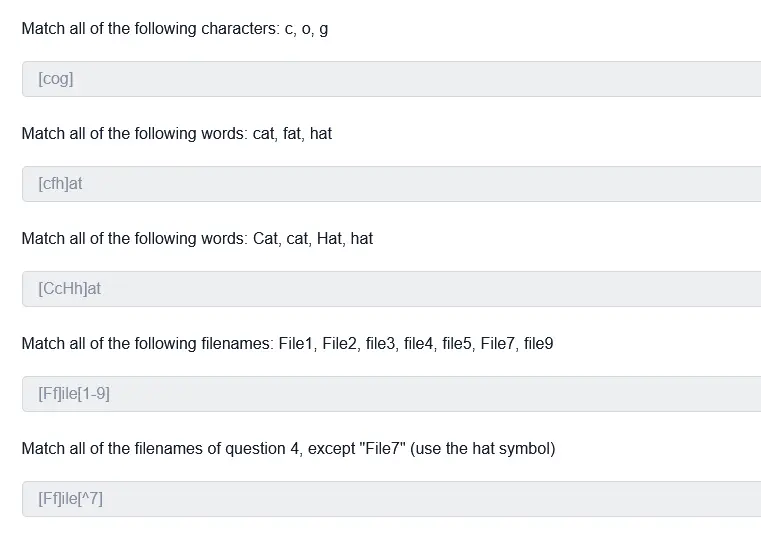 Match all of the following characters: c, o, g
[cog]
Match all of the following words: cat, fat, hat
[cfh]at
Match all of the following words: Cat, cat, Hat, hat
[CcHh]at
Match all of the following filenames: File1, File2, file3, file4, file5, File7, file9
[Ff]ile[1-9]
Match all of the filenames of question 4, except "File7" (use the hat symbol)
[Ff]ile[^7]